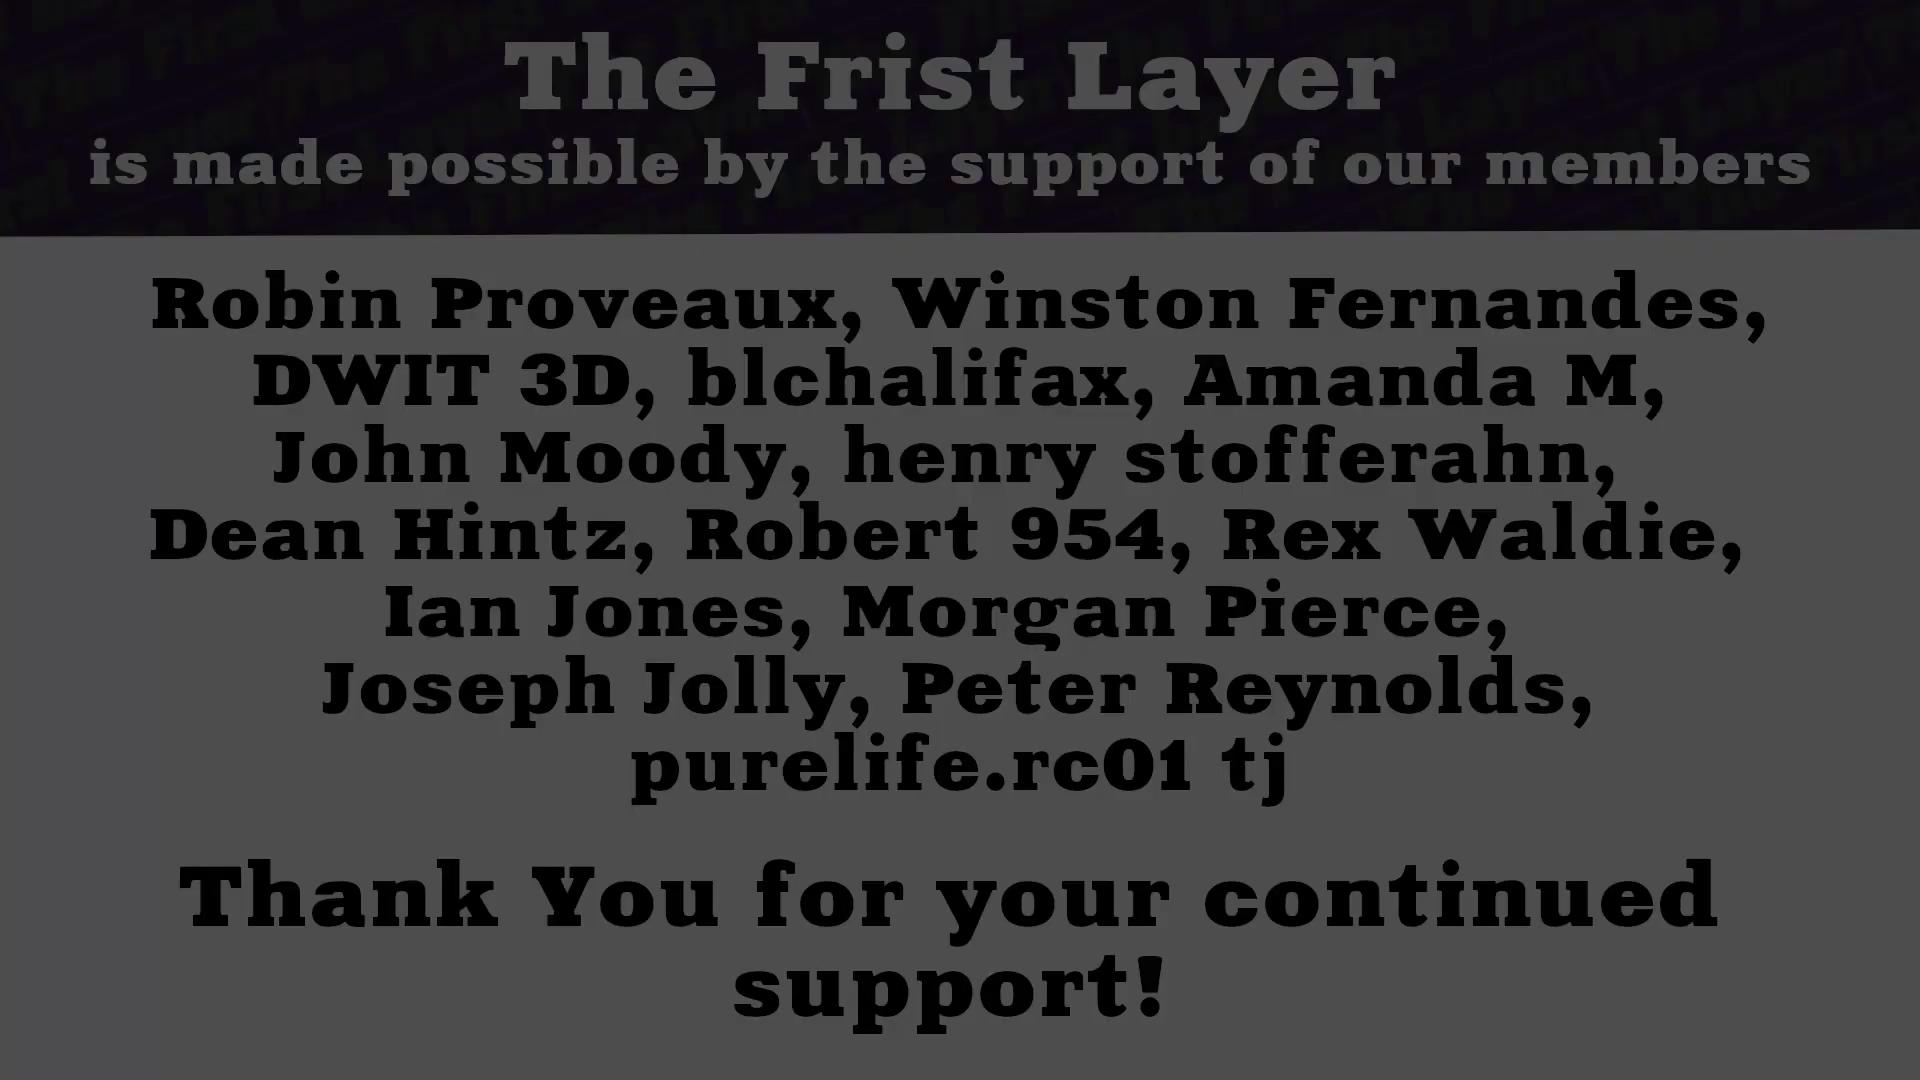 The Frist Layer
is made possible by the support of our members
Robin Proveaux, Winston Fernandes,
DWIT 3D, blchalifax, Amanda M,
John Moody, henry stofferahn,
Dean Hintz, Robert 954, Rex Waldie,
Ian Jones, Morgan Pierce,
Joseph Jolly, Peter Reynolds,
purelife.rc01 tj
Thank You for your continued
support!